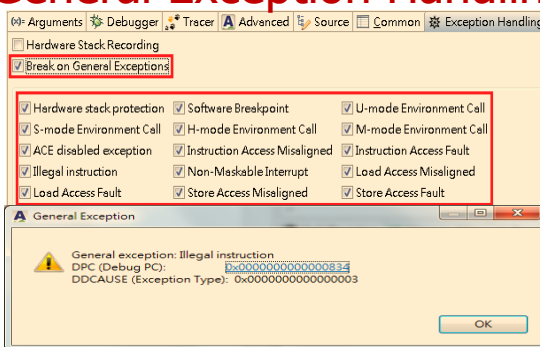 General Exception Handlin
Arguments Debugger Tracer Advanced Source Common Exception Handling
Hardware Stack Recording
Break on General Exceptions
Hardware stack protection Software Breakpoint U-mode Environment Call
S-mode Environment Call H-mode Environment Call M-mode Environment Call
ACE disabled exception Instruction Access Misaligned Instruction Access Fault
Illegal instruction Non-Maskable Interrupt Load Access Misaligned
Load Access Fault Store Access Misaligned Store Access Fault
General Exception
General exception: Illegal instruction
DPC (Debug PC): 0x0000000000000834
DDCAUSE (Exception Type): 0x0000000000000003
OK